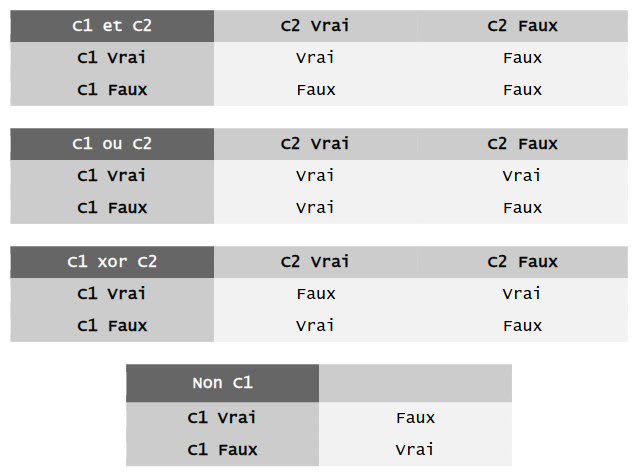 C1 et C2 C2 Vrai C2 Faux
C1 Vrai Vrai Faux
C1 Faux Faux Faux
C1 ou C2 C2 Vrai C2 Faux
C1 Vrai Vrai Vrai
C1 Faux Vrai Faux
C1 xor C2 C2 Vrai C2 Faux
C1 Vrai Faux Vrai
C1 Faux Vrai Faux
Non C1
C1 Vrai Faux
C1 Faux Vrai